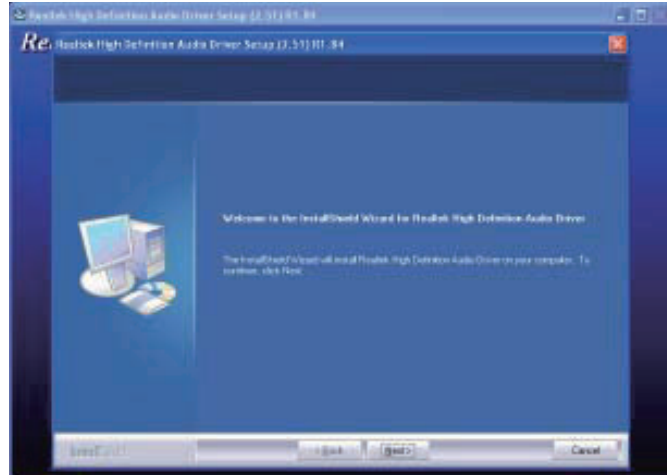 Realtek High Definition Audio Driver Setup (2.51) R1.84
Re
Realtek High Definition Audio Driver Setup (2.51) R1.84
Welcome to the InstallShield Wizard for Realtek High Definition Audio Driver
The InstallShield Wizard will install Realtek High Definition Audio Driver on your computer. To
continue, click Next.
InstallShield
< Back
Next >
Cancel